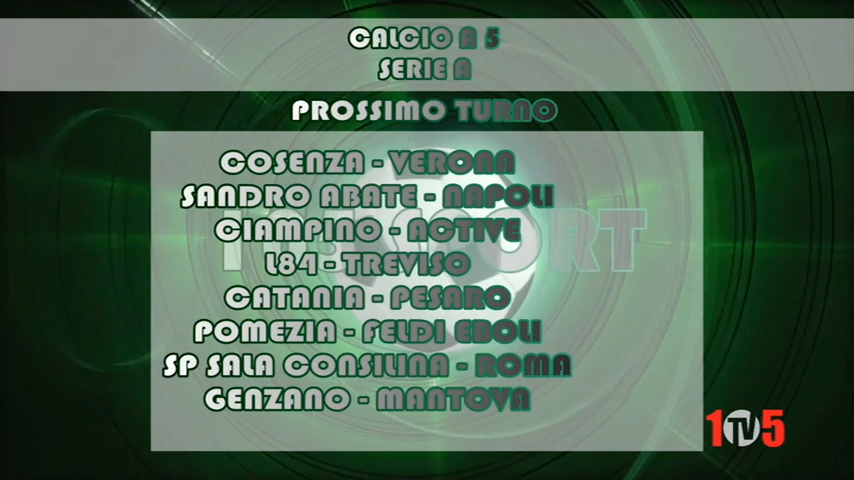 CALCIO A 5
SERIE A
PROSSIMO TURNO
COSENZA - VERONA
SANDRO ABATE - NAPOLI
CIAMPINO - ACTIVE
L84 - TREVISO
CATANIA - PESARO
POMEZIA - FELDI EBOLI
SP SALA CONSILINA - ROMA
GENZANO - MANTOVA
1TV5